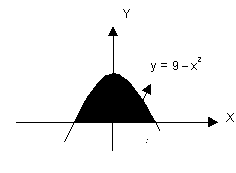 Y
y = 9 – x²
X